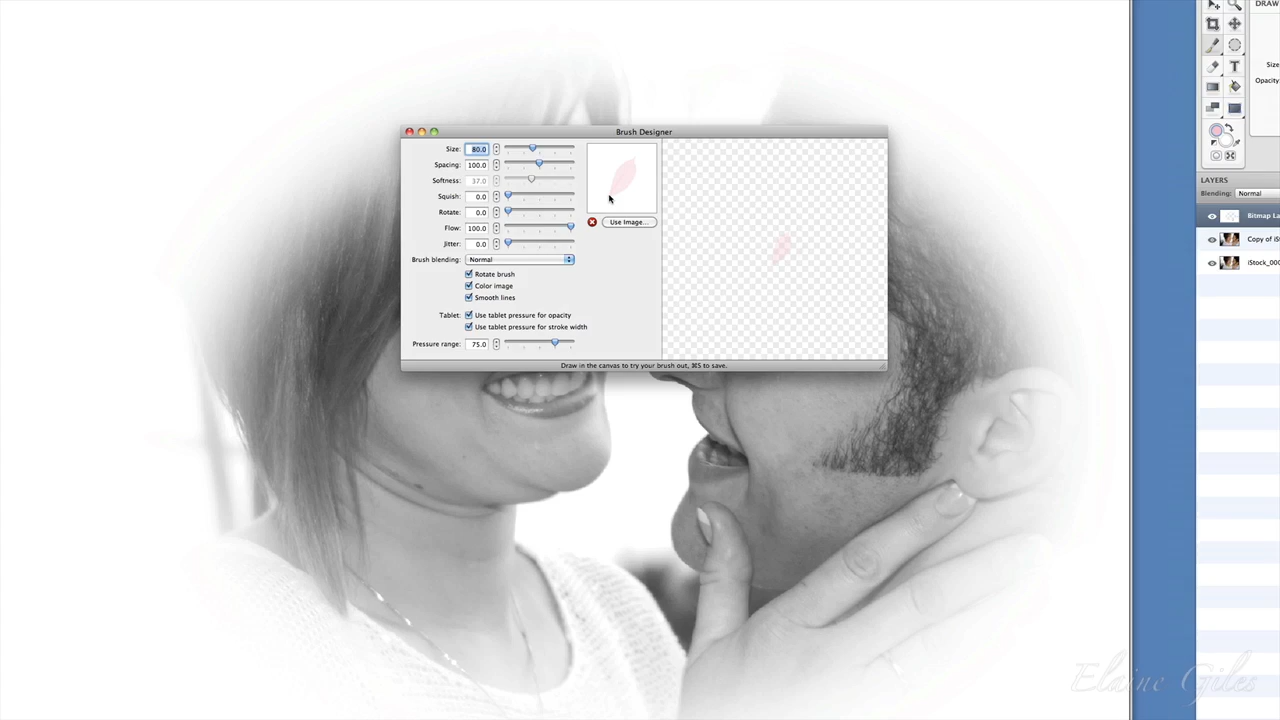 DRAW
Brush Designer
Size: 80.0
Spacing: 100.0
Softness: 37.0
Squish: 0.0
Rotate: 0.0
Flow: 100.0
Jitter: 0.0
Brush blending: Normal
Rotate brush
Color image
Smooth lines
Tablet: Use tablet pressure for opacity
Use tablet pressure for stroke width
Pressure range: 75.0
Use Image...
Draw in the canvas to try your brush out, ⌘S to save.
T
Size
Opacity
LAYERS
Blending: Normal
Bitmap La
Copy of iS
iStock_000
Elaine Giles